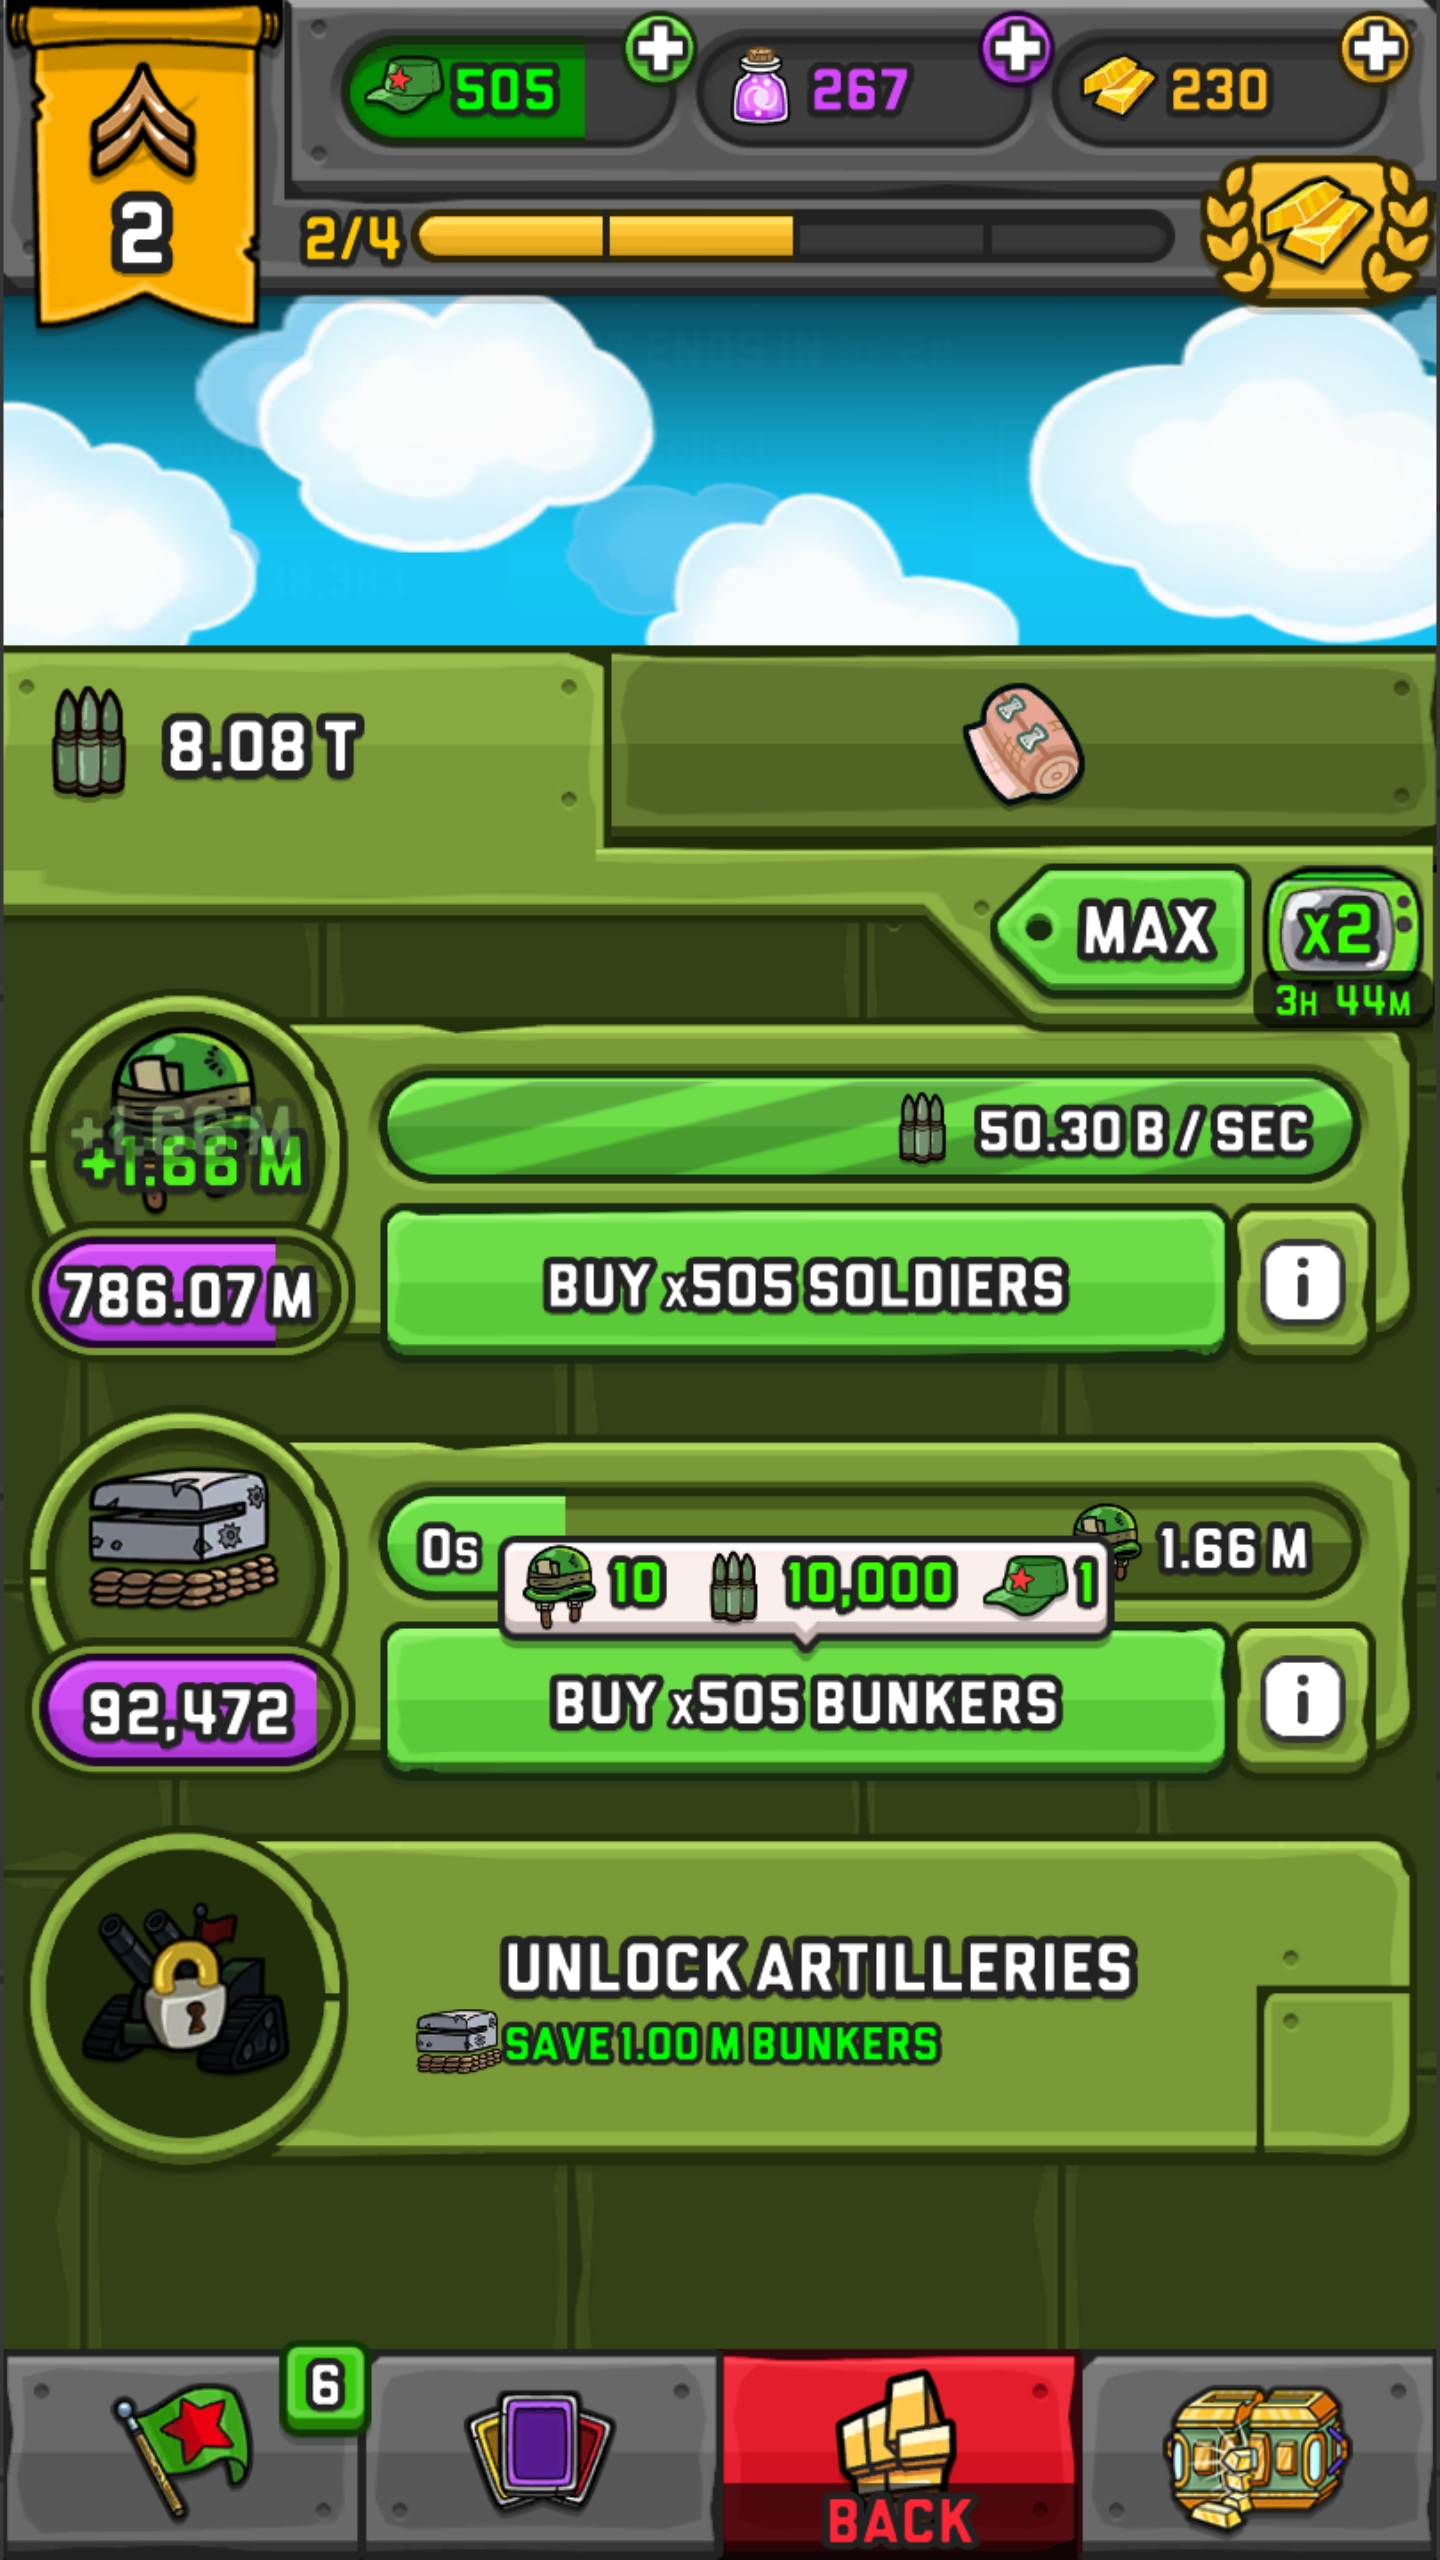 505
267
230
2
2/4
8.08 T
MAX
x2
3H 44M
+1.66 M
+1.66 M
50.30 B / SEC
786.07 M
BUY x505 SOLDIERS
i
0s
1.66 M
10
10,000
1
92,472
BUY x505 BUNKERS
i
UNLOCK ARTILLERIES
SAVE 1.00 M BUNKERS
6
BACK